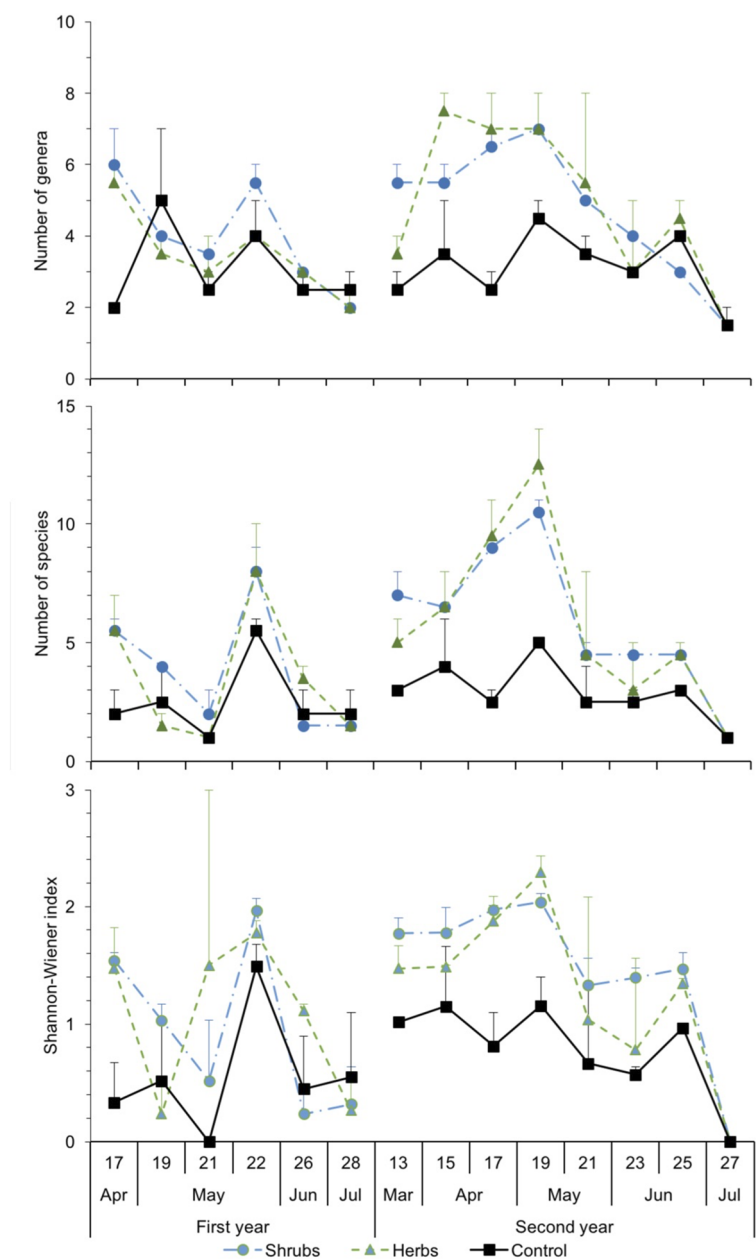 10
8
6
4
2
0
Number of genera
15
10
5
0
Number of species
3
2
1
0
Shannon-Wiener index
17 19 21 22 26 28 13 15 17 19 21 23 25 27
Apr May Jun Jul Mar Apr May Jun Jul
First year Second year
Shrubs Herbs Control